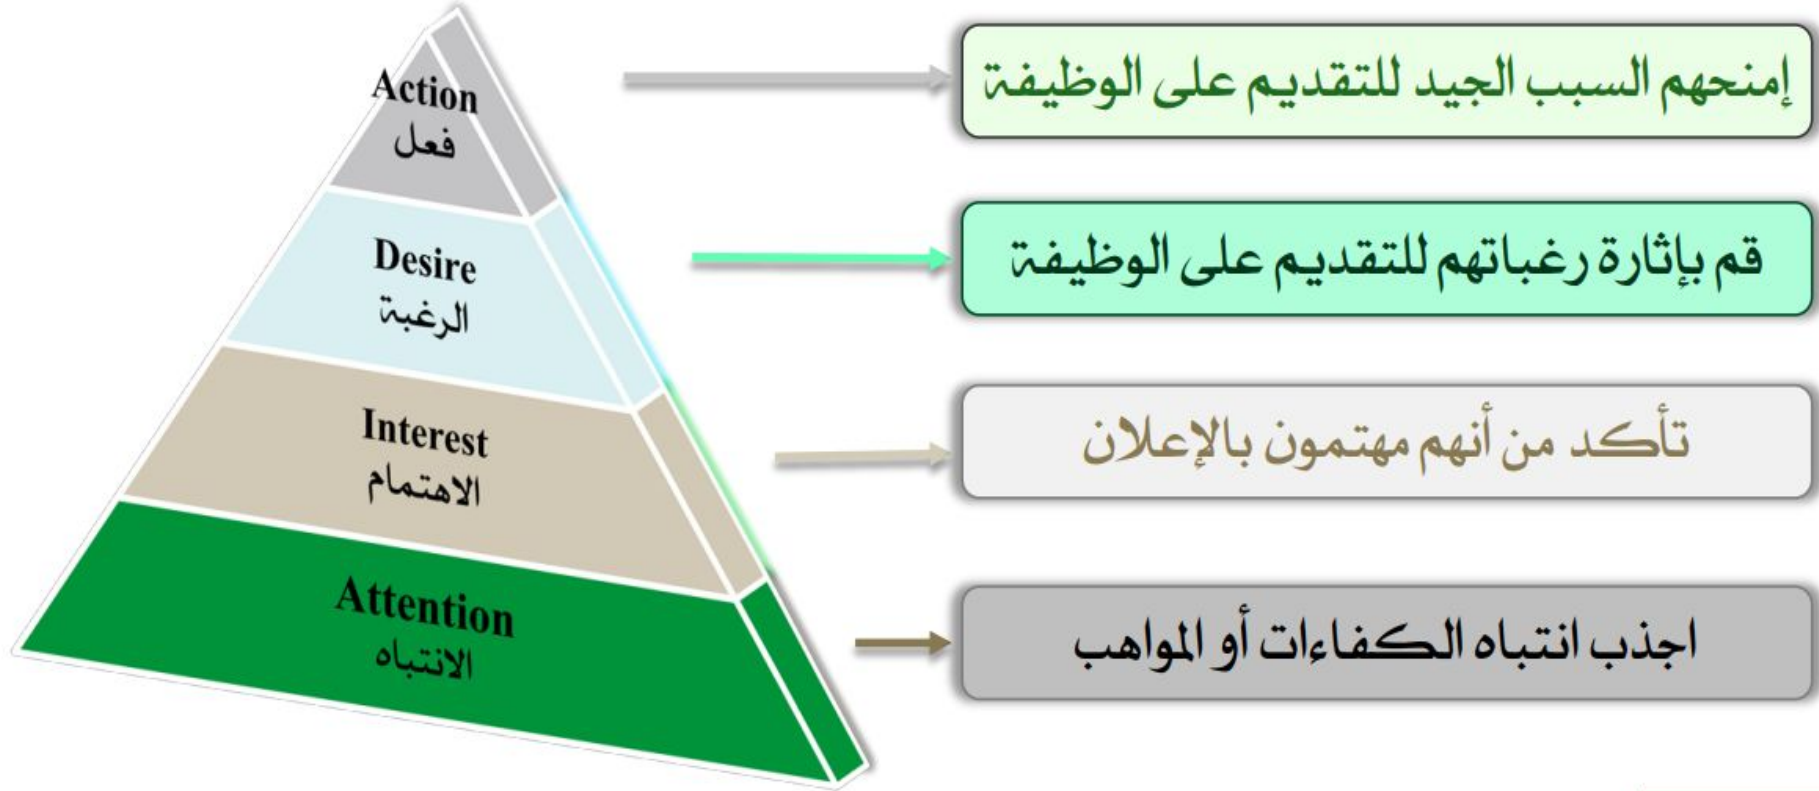 Action
فعل
إمنحهم السبب الجيد للتقديم على الوظيفة
Desire
الرغبة
قم بإثارة رغباتهم للتقديم على الوظيفة
Interest
الاهتمام
تأكد من أنهم مهتمون بالإعلان
Attention
الانتباه
اجذب انتباه الكفاءات أو المواهب